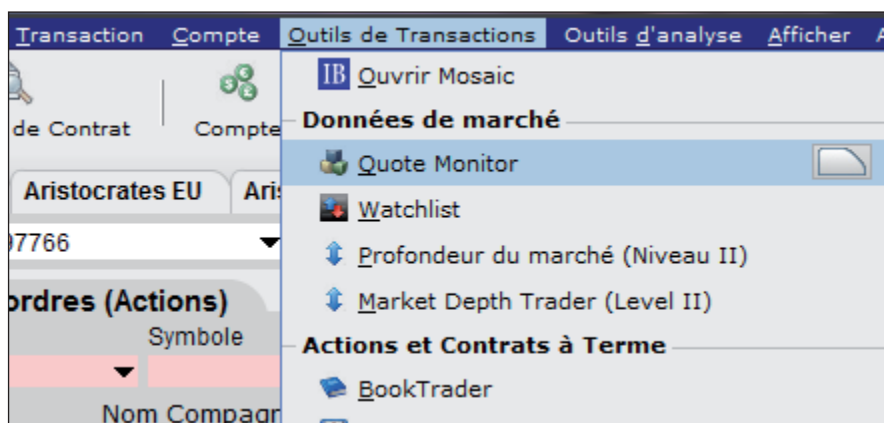 Transaction Compte Outils de Transactions Outils d'analyse Afficher
IB Ouvrir Mosaic
de Contrat Compte
Données de marché
Quote Monitor
Aristocrates EU
Watchlist
97766
Profondeur du marché (Niveau II)
ordres (Actions)
Market Depth Trader (Level II)
Symbole
Actions et Contrats à Terme
BookTrader
Nom